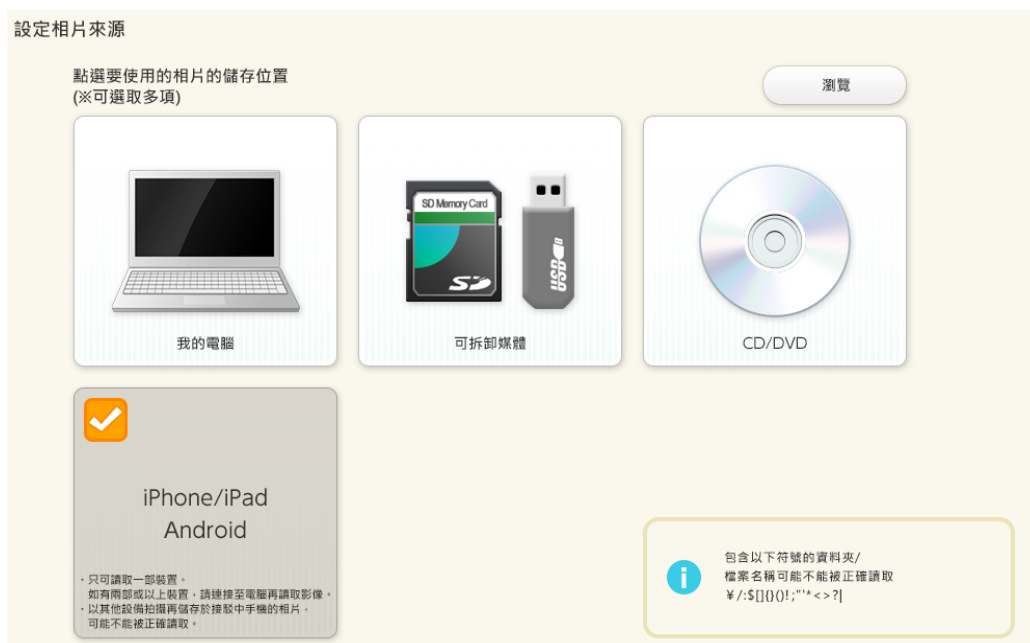 設定相片來源
點選要使用的相片的儲存位置
(※可選取多項)
瀏覽
SD Memory Card
SD
USB
我的電腦
可拆卸媒體
CD/DVD
iPhone/iPad
Android
・只可讀取一部裝置。
如有兩部或以上裝置，請連接至電腦再讀取影像。
・以其他設備拍攝再儲存於接駁中手機的相片，
可能不能被正確讀取。
包含以下符號的資料夾/
檔案名稱可能不能被正確讀取
¥/:$[]{}()!;"'*<>?|